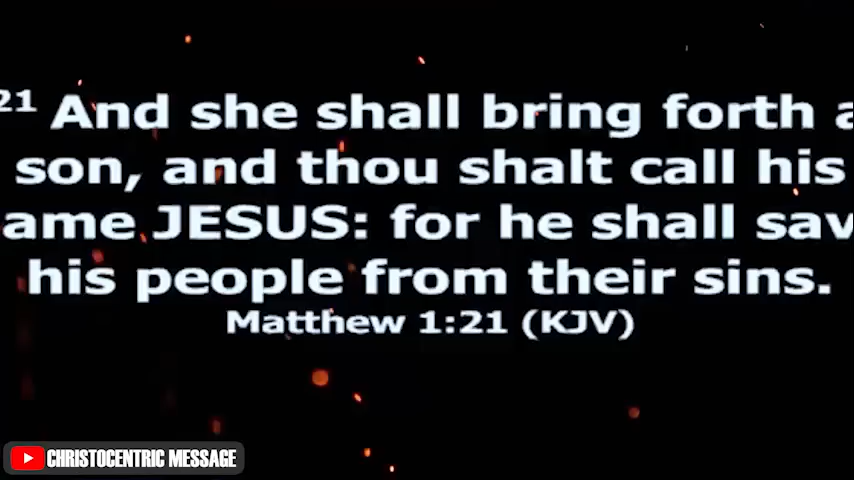 21 And she shall bring forth a
son, and thou shalt call his
ame JESUS: for he shall sav
his people from their sins.
Matthew 1:21 (KJV)
CHRISTOCENTRIC MESSAGE